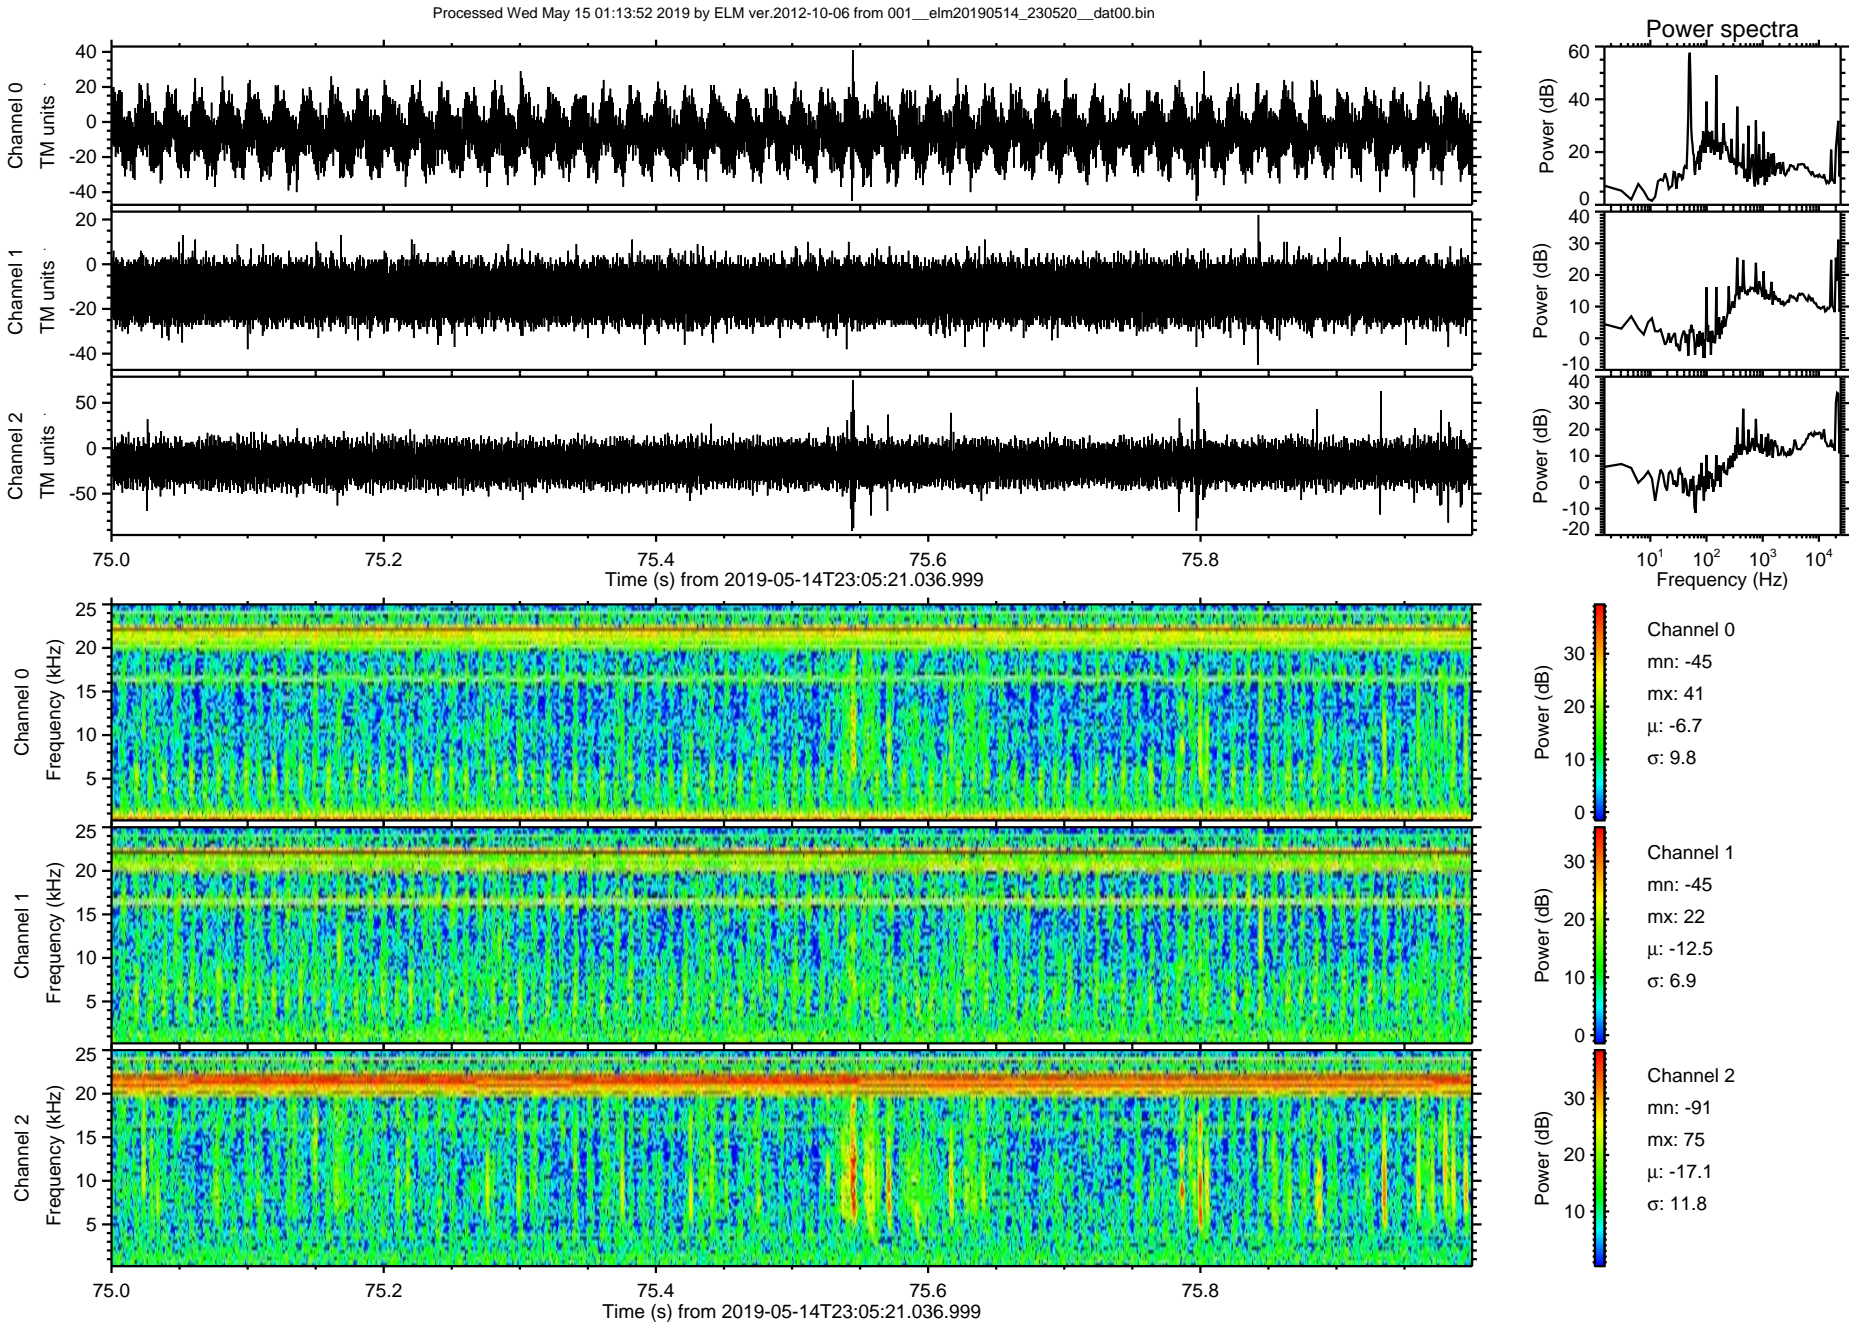 Processed Wed May 15 01:13:52 2019 by ELM ver.2012-10-06 from 001__elm20190514_230520__dat00.bin
Power spectra
Channel 0
TM units
40
20
0
-20
-40
Power (dB)
60
40
20
0
Channel 1
TM units
20
0
-20
-40
Power (dB)
40
30
20
10
0
-10
Channel 2
TM units
50
0
-50
Power (dB)
40
30
20
10
0
-10
-20
75.0 75.2 75.4 75.6 75.8
Time (s) from 2019-05-14T23:05:21.036.999
10¹ 10² 10³ 10⁴
Frequency (Hz)
Channel 0
Frequency (kHz)
25
20
15
10
5
Power (dB)
30
20
10
0
Channel 0
mn: -45
mx: 41
μ: -6.7
σ: 9.8
Channel 1
Frequency (kHz)
25
20
15
10
5
Power (dB)
30
20
10
0
Channel 1
mn: -45
mx: 22
μ: -12.5
σ: 6.9
Channel 2
Frequency (kHz)
25
20
15
10
5
Power (dB)
30
20
10
Channel 2
mn: -91
mx: 75
μ: -17.1
σ: 11.8
75.0 75.2 75.4 75.6 75.8
Time (s) from 2019-05-14T23:05:21.036.999